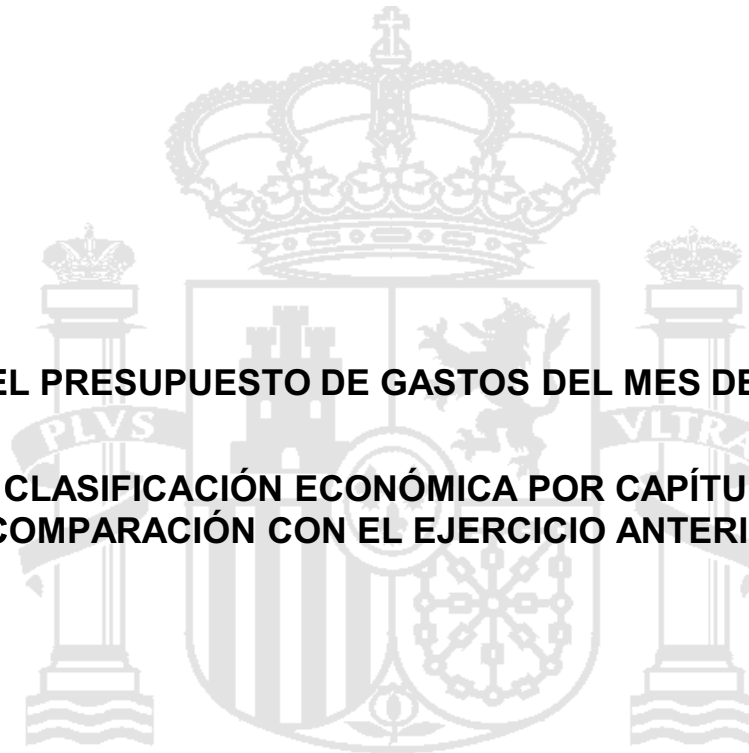 EL PRESUPUESTO DE GASTOS DEL MES DE
PLVS
VLTRA
CLASIFICACIÓN ECONÓMICA POR CAPÍTU
COMPARACIÓN CON EL EJERCICIO ANTERI